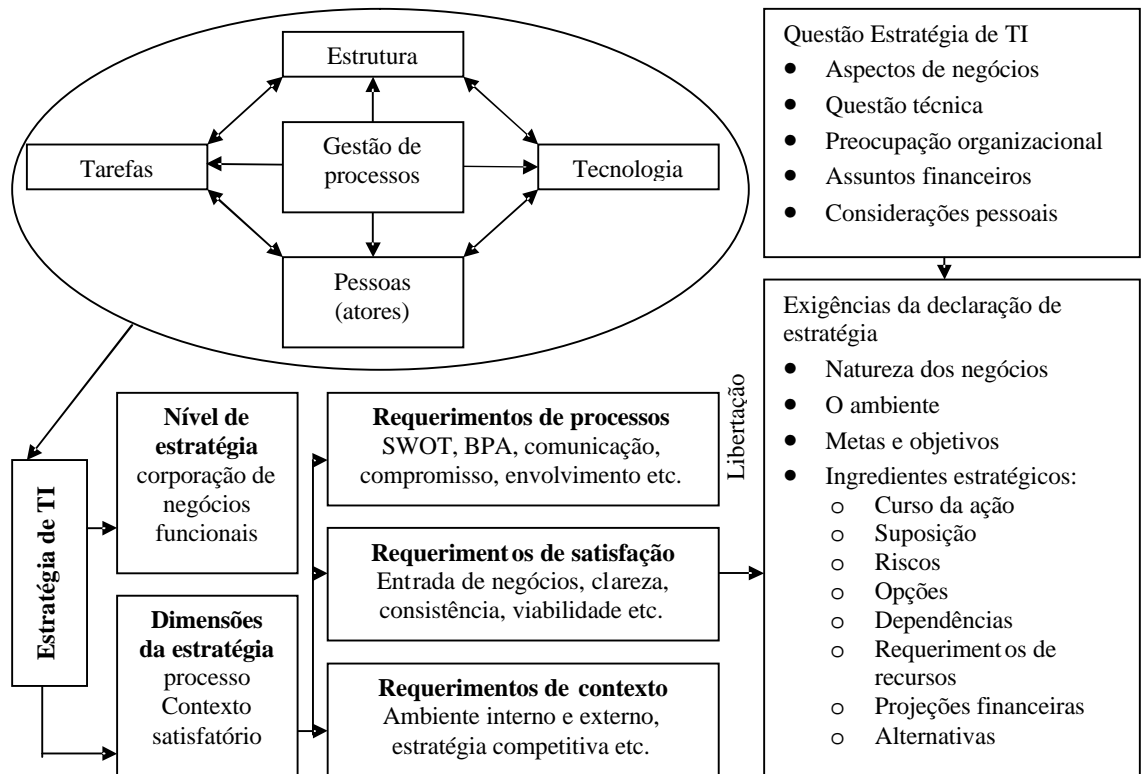 Estrutura
Gestão de
processos
Tarefas
Tecnologia
Pessoas
(atores)
Questão Estratégia de TI
● Aspectos de negócios
● Questão técnica
● Preocupação organizacional
● Assuntos financeiros
● Considerações pessoais
Estratégia de TI
Nível de
estratégia
corporação de
negócios
funcionais
Dimensões
da estratégia
processo
Contexto
satisfatório
Requerimentos de processos
SWOT, BPA, comunicação,
compromisso, envolvimento etc.
Requerimentos de satisfação
Entrada de negócios, clareza,
consistência, viabilidade etc.
Requerimentos de contexto
Ambiente interno e externo,
estratégia competitiva etc.
Libertação
Exigências da declaração de
estratégia
● Natureza dos negócios
● O ambiente
● Metas e objetivos
● Ingredientes estratégicos:
o Curso da ação
o Suposição
o Riscos
o Opções
o Dependências
o Requerimentos de
recursos
o Projeções financeiras
o Alternativas